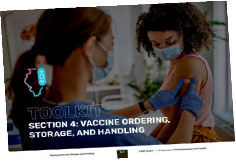 TOOLKIT
SECTION 4: VACCINE ORDERING,
STORAGE, AND HANDLING